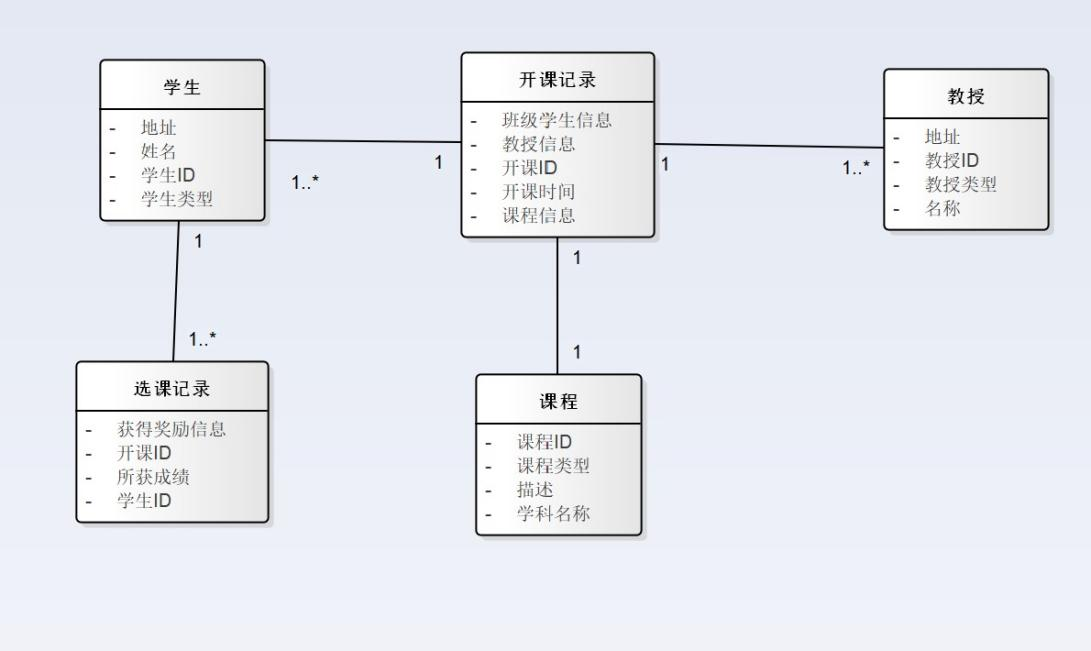 学生
- 地址
- 姓名
- 学生ID
- 学生类型
1..*
1
开课记录
- 班级学生信息
- 教授信息
- 开课ID
- 开课时间
- 课程信息
1
1..*
教授
- 地址
- 教授ID
- 教授类型
- 名称
1
1..*
选课记录
- 获得奖励信息
- 开课ID
- 所获成绩
- 学生ID
1
1
课程
- 课程ID
- 课程类型
- 描述
- 学科名称